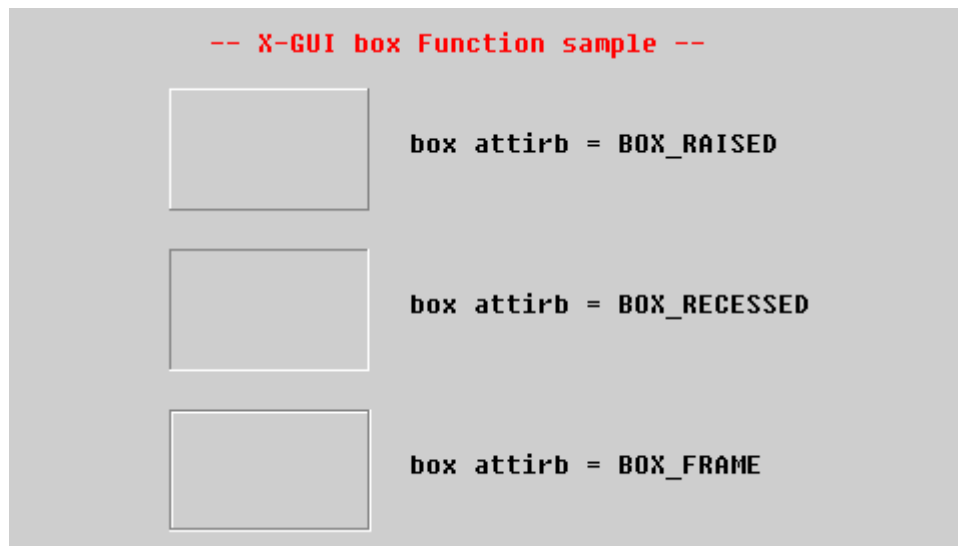 -- X-GUI box Function sample --
box attirb = BOX_RAISED
box attirb = BOX_RECESSED
box attirb = BOX_FRAME